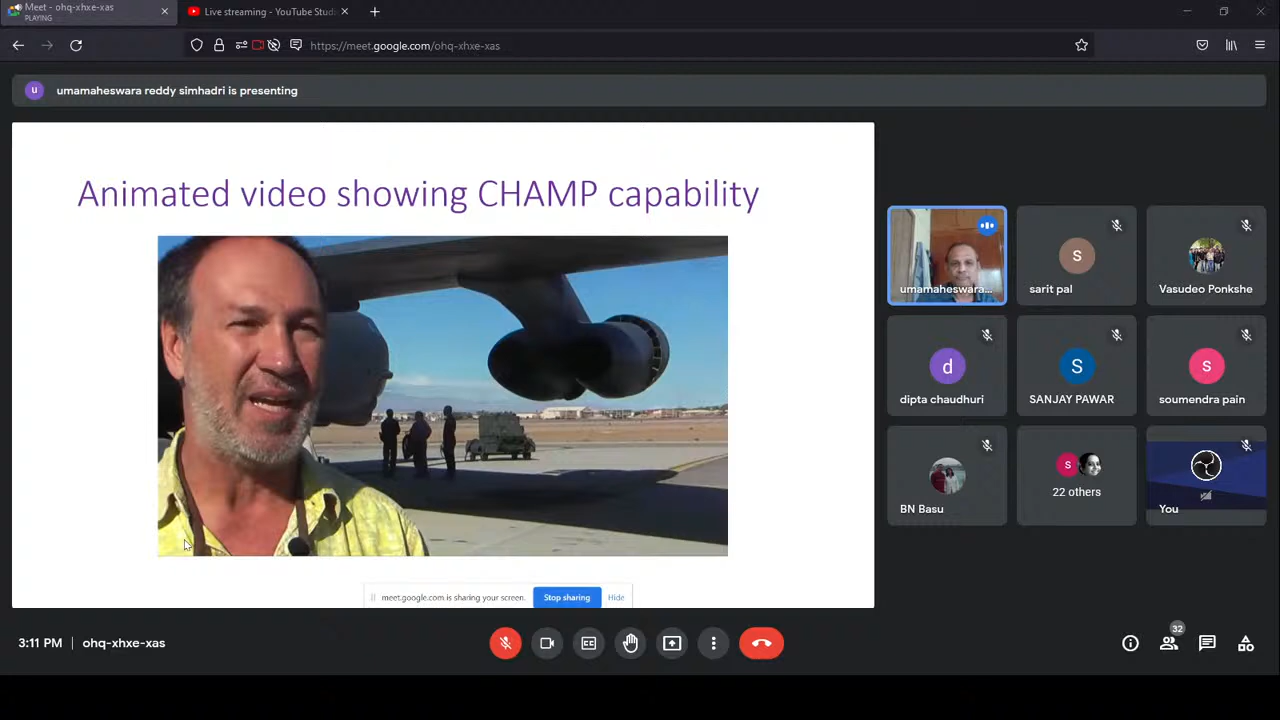 Meet - ohq-xhxe-xas
PLAYING
Live streaming - YouTube Stud
https://meet.google.com/ohq-xhxe-xas
u
umamaheswara reddy simhadri is presenting
Animated video showing CHAMP capability
umamaheswara...
s
sarit pal
Vasudeo Ponkshe
d
dipta chaudhuri
S
SANJAY PAWAR
s
soumendra pain
BN Basu
s
22 others
You
meet.google.com is sharing your screen.
Stop sharing
Hide
3:11 PM
ohq-xhxe-xas
32